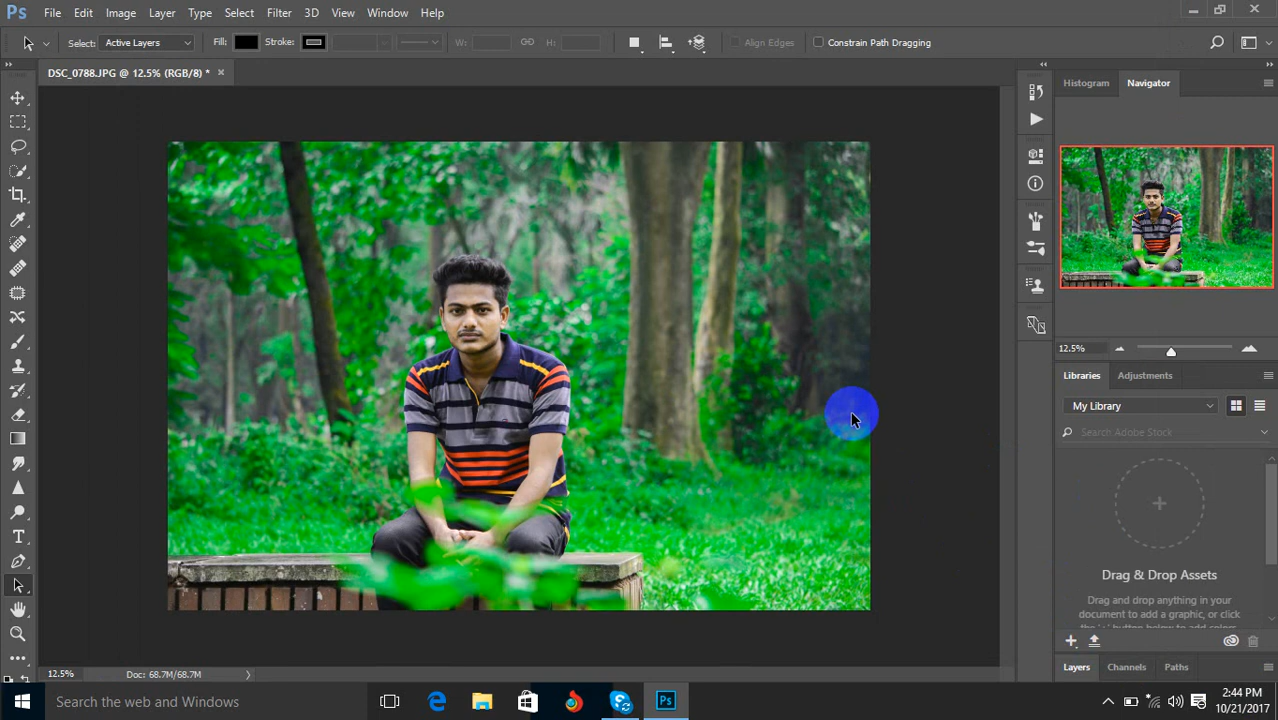 Ps File Edit Image Layer Type Select Filter 3D View Window Help
Select: Active Layers Fill: Stroke: W: H: Align Edges Constrain Path Dragging
DSC_0788.JPG @ 12.5% (RGB/8) * ×
Histogram Navigator
12.5%
Libraries Adjustments
My Library
Search Adobe Stock
Drag & Drop Assets
Drag and drop anything in your
document to add a graphic, or click
Layers Channels Paths
12.5% Doc: 68.7M/68.7M
Search the web and Windows
Ps
2:44 PM
10/21/2017